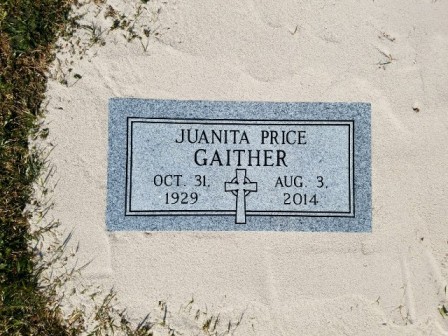 JUANITA PRICE
GAITHER
OCT. 31, AUG. 3,
1929 2014